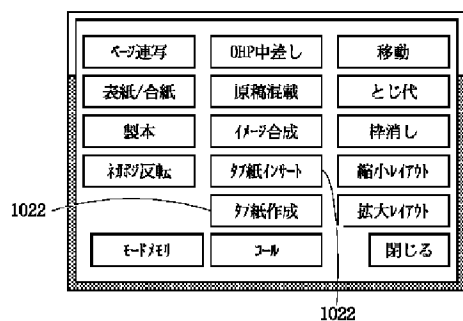 ﾍﾟｰｼﾞ連写 OHP中差し 移動
表紙/合紙 原稿混載 とじ代
製本 ｲﾒｰｼﾞ合成 枠消し
ﾈｶﾞﾎﾟｼﾞ反転 ﾀﾌﾞ紙ｲﾝｻｰﾄ 縮小ﾚｲｱｳﾄ
1022 ﾀﾌﾞ紙作成 拡大ﾚｲｱｳﾄ
ﾓｰﾄﾞﾒﾓﾘ ｺｰﾙ 閉じる
1022